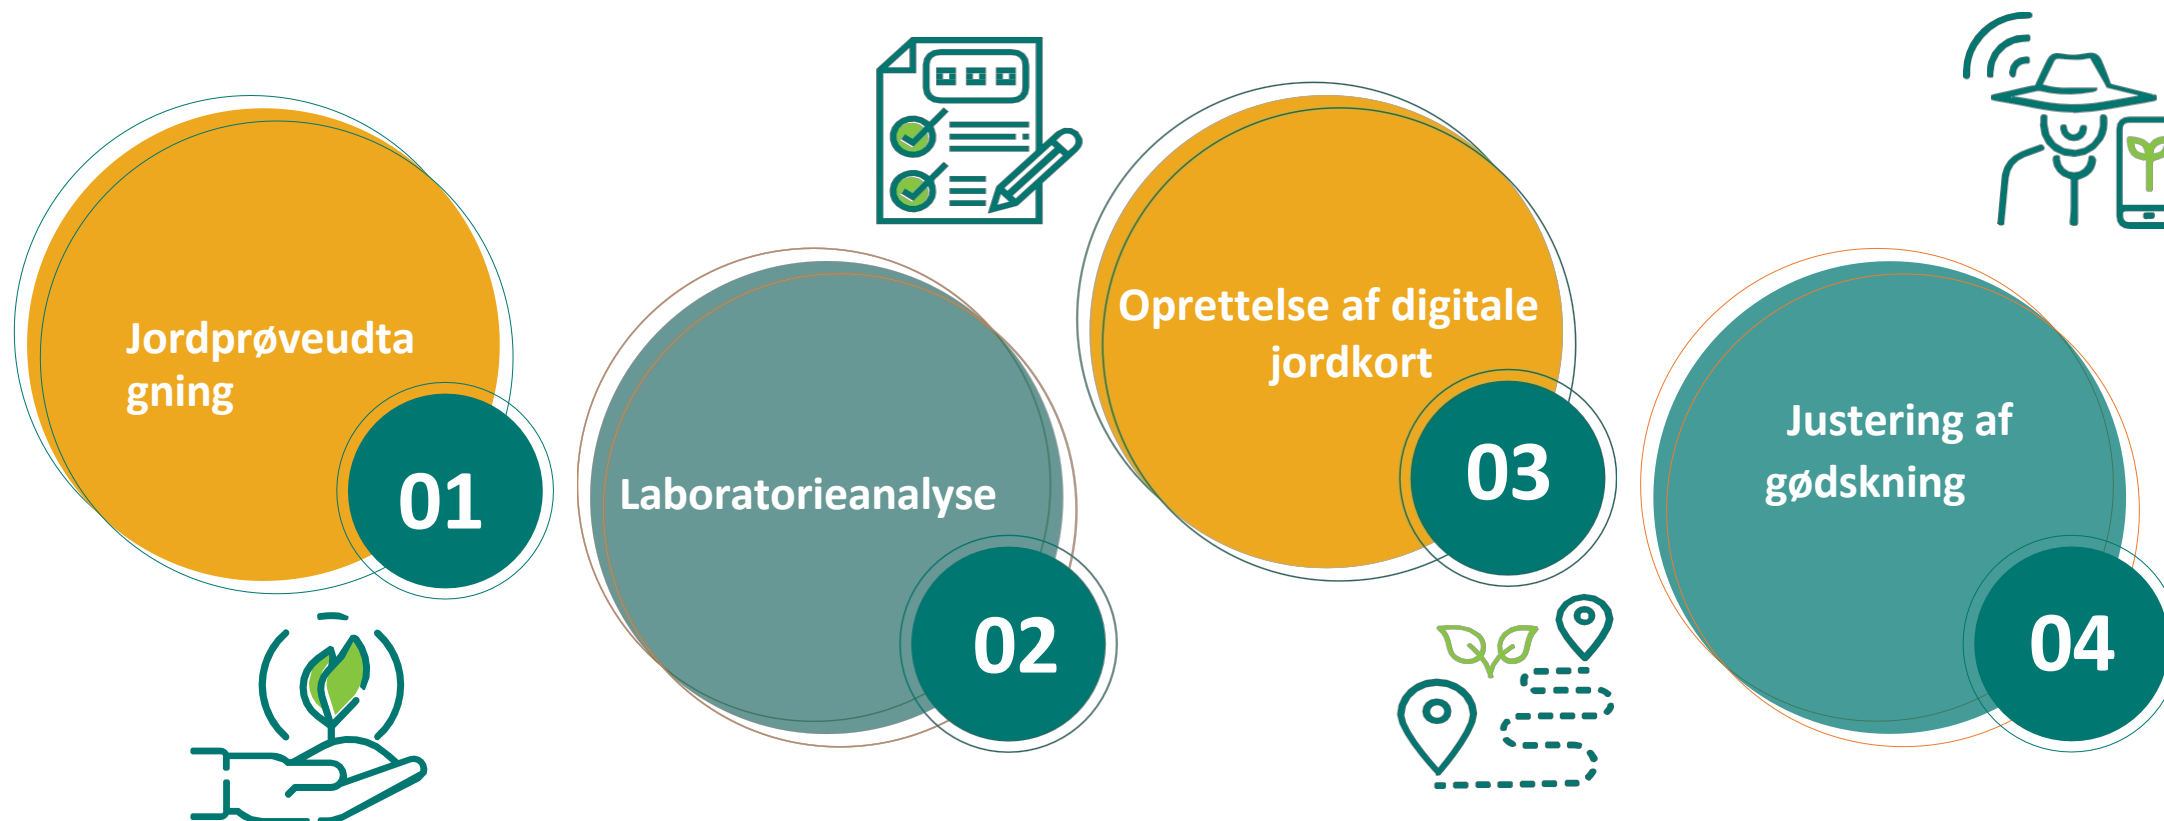 Jordprøveudta
gning
01
Laboratorieanalyse
02
Oprettelse af digitale
jordkort
03
Justering af
gødskning
04